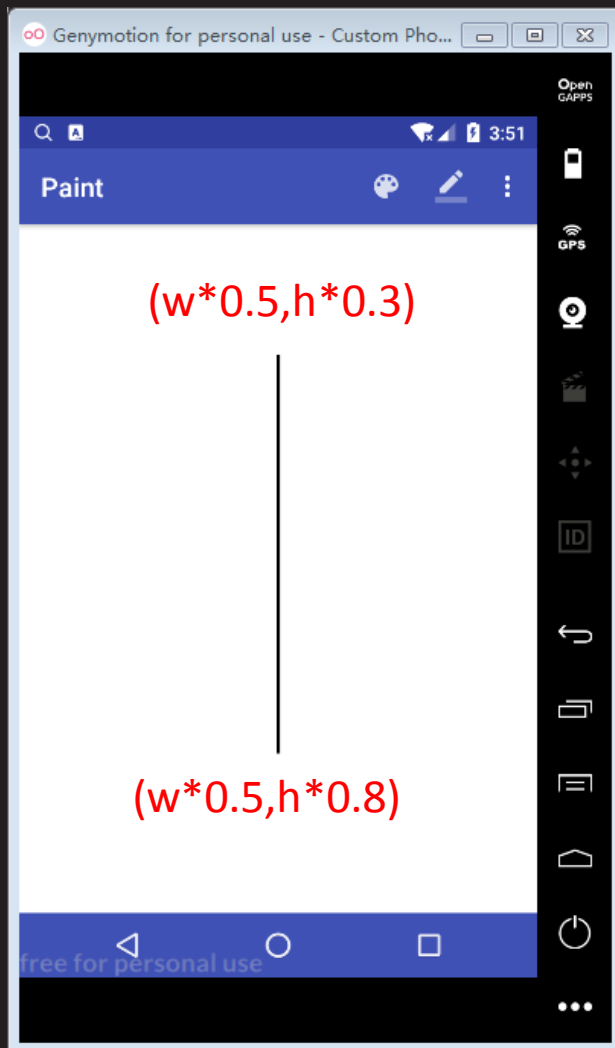 Genymotion for personal use - Custom Pho...
Open
GAPPS
A
3:51
Paint
GPS
(w*0.5,h*0.3)
ID
(w*0.5,h*0.8)
free for personal use